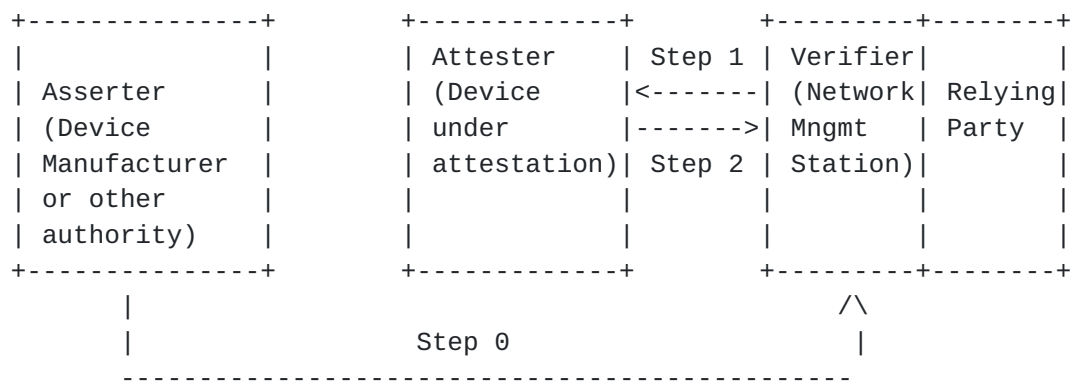 Attester Step 1 Verifier
Asserter (Device (Network Relying
(Device under Mngmt Party
Manufacturer attestation) Step 2 Station)
or other
authority)
Step 0